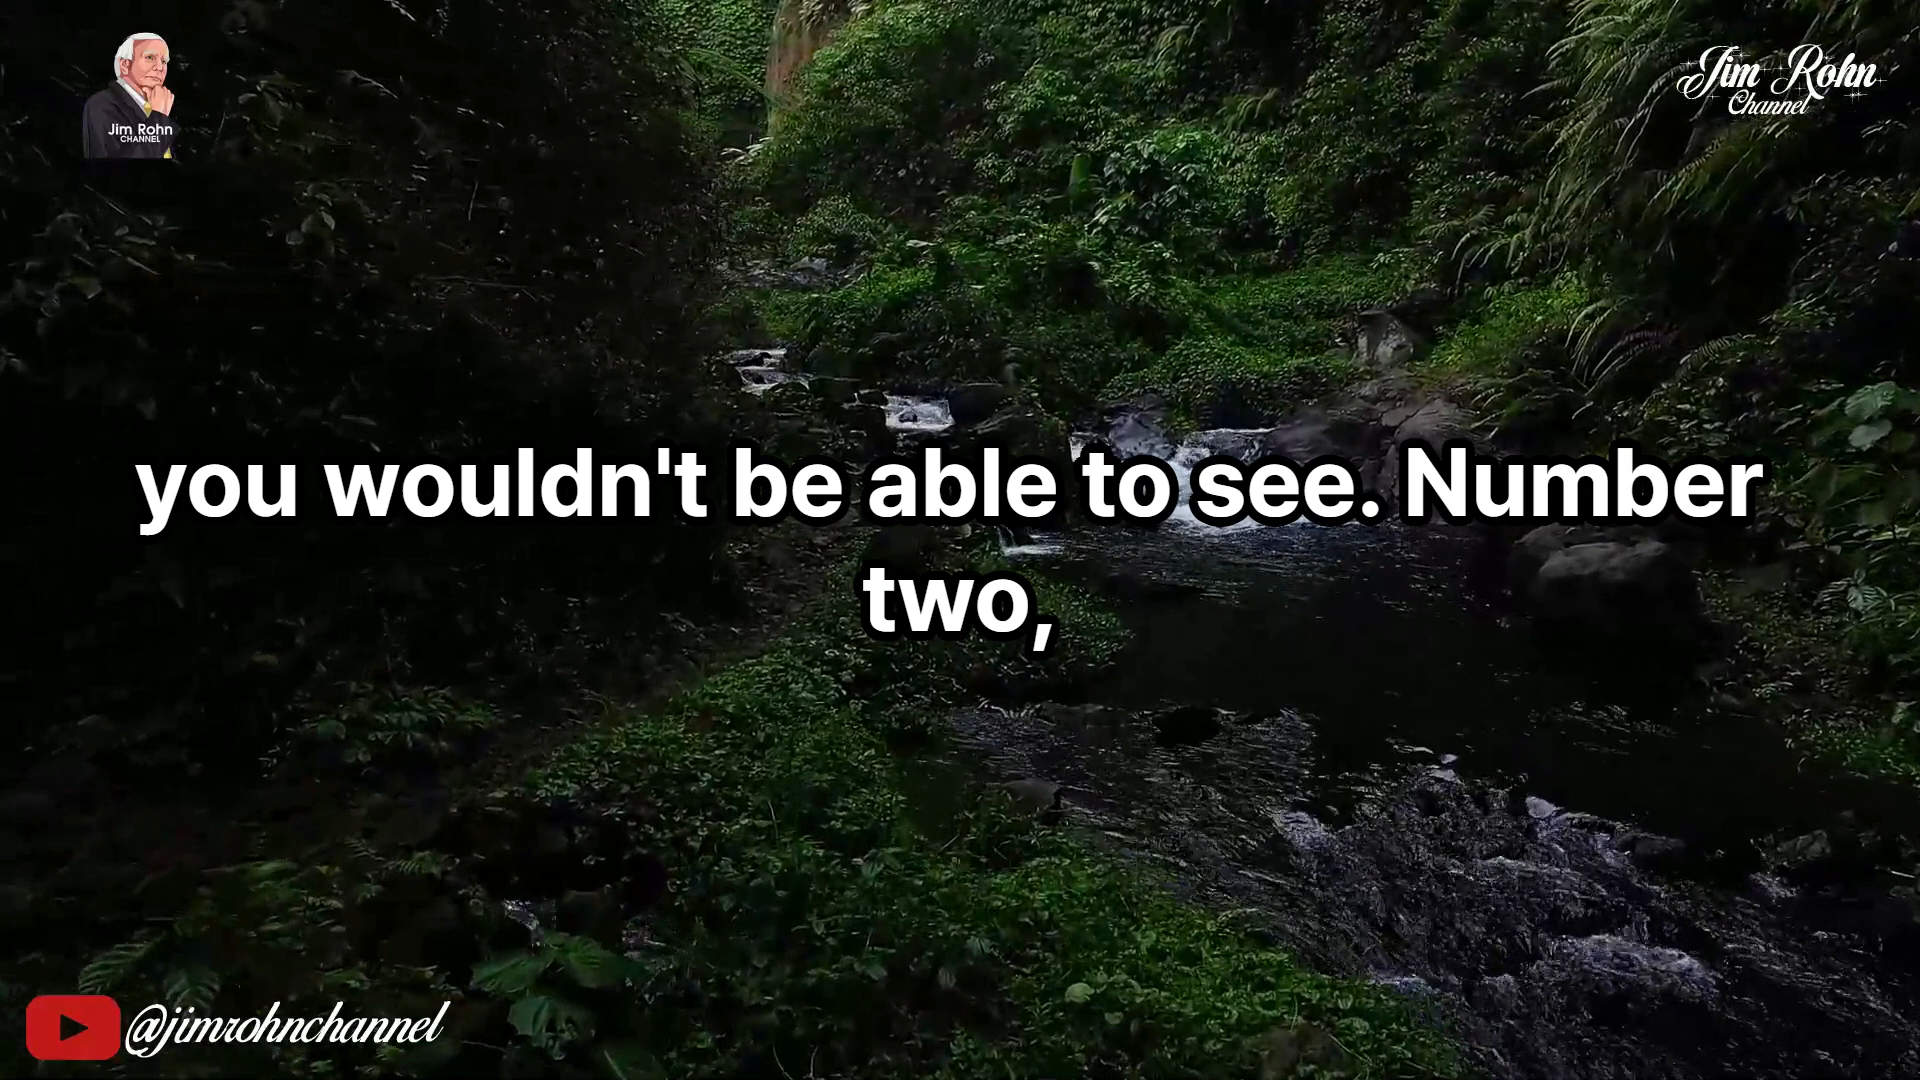 Jim Rohn
CHANNEL
Jim Rohn
Channel
you wouldn't be able to see. Number
two,
@jimrohnchannel